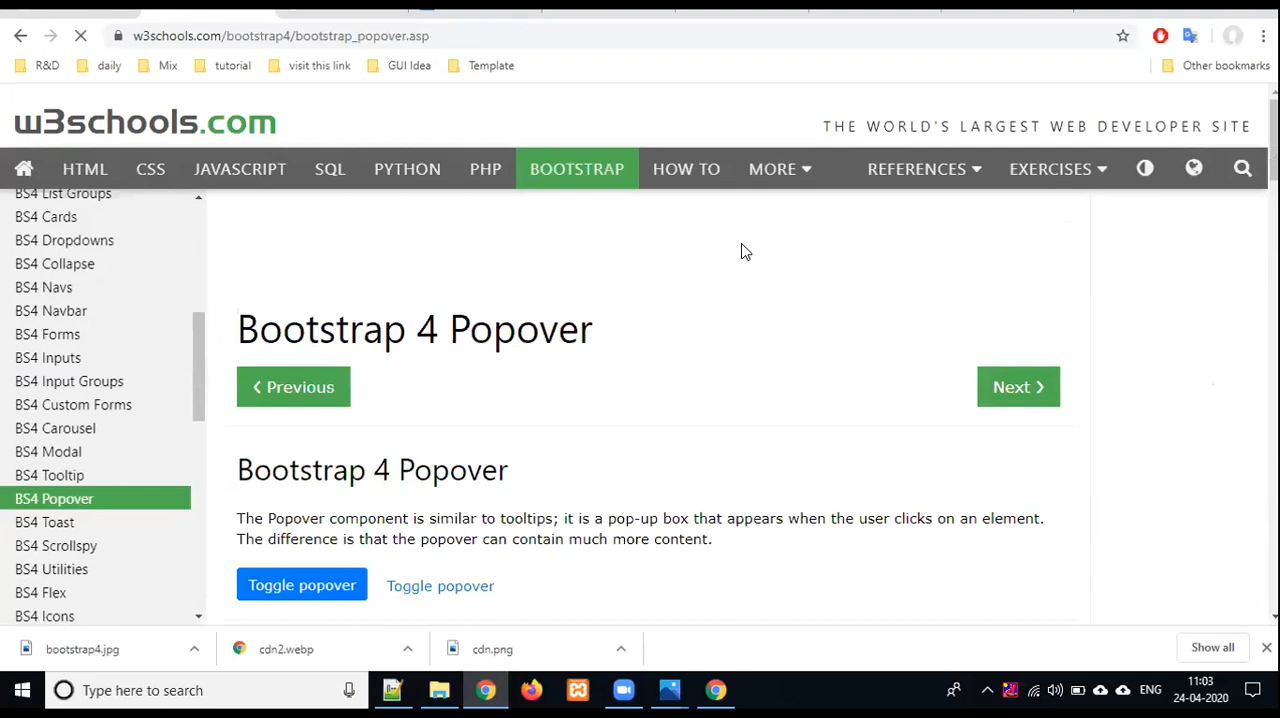 w3schools.com/bootstrap4/bootstrap_popover.asp
R&D daily Mix tutorial visit this link GUI Idea Template Other bookmarks
w3schools.com
THE WORLD'S LARGEST WEB DEVELOPER SITE
HTML CSS JAVASCRIPT SQL PYTHON PHP BOOTSTRAP HOW TO MORE REFERENCES EXERCISES
BS4 List Groups
BS4 Cards
BS4 Dropdowns
BS4 Collapse
BS4 Navs
BS4 Navbar
BS4 Forms
BS4 Inputs
BS4 Input Groups
BS4 Custom Forms
BS4 Carousel
BS4 Modal
BS4 Tooltip
BS4 Popover
BS4 Toast
BS4 Scrollspy
BS4 Utilities
BS4 Flex
BS4 Icons
Bootstrap 4 Popover
❮ Previous Next ❯
Bootstrap 4 Popover
The Popover component is similar to tooltips; it is a pop-up box that appears when the user clicks on an element.
The difference is that the popover can contain much more content.
Toggle popover Toggle popover
bootstrap4.jpg cdn2.webp cdn.png Show all
Type here to search ENG 11:03
24-04-2020